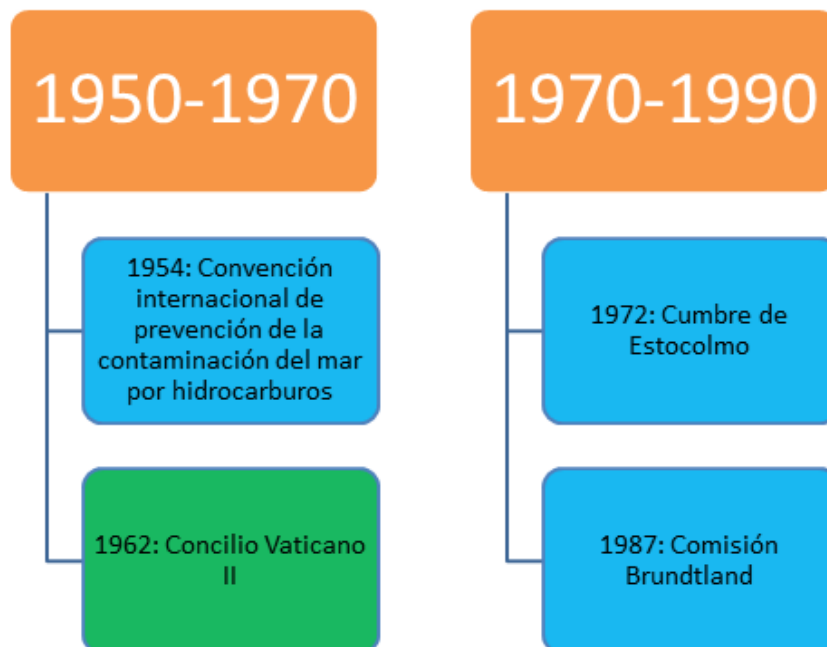 1950-1970
1954: Convención
internacional de
prevención de la
contaminación del mar
por hidrocarburos
1962: Concilio Vaticano
II
1970-1990
1972: Cumbre de
Estocolmo
1987: Comisión
Brundtland